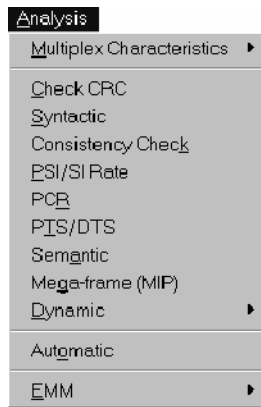 Analysis
Multiplex Characteristics
Check CRC
Syntactic
Consistency Check
PSI/SI Rate
PCR
PTS/DTS
Semantic
Mega-frame (MIP)
Dynamic
Automatic
EMM